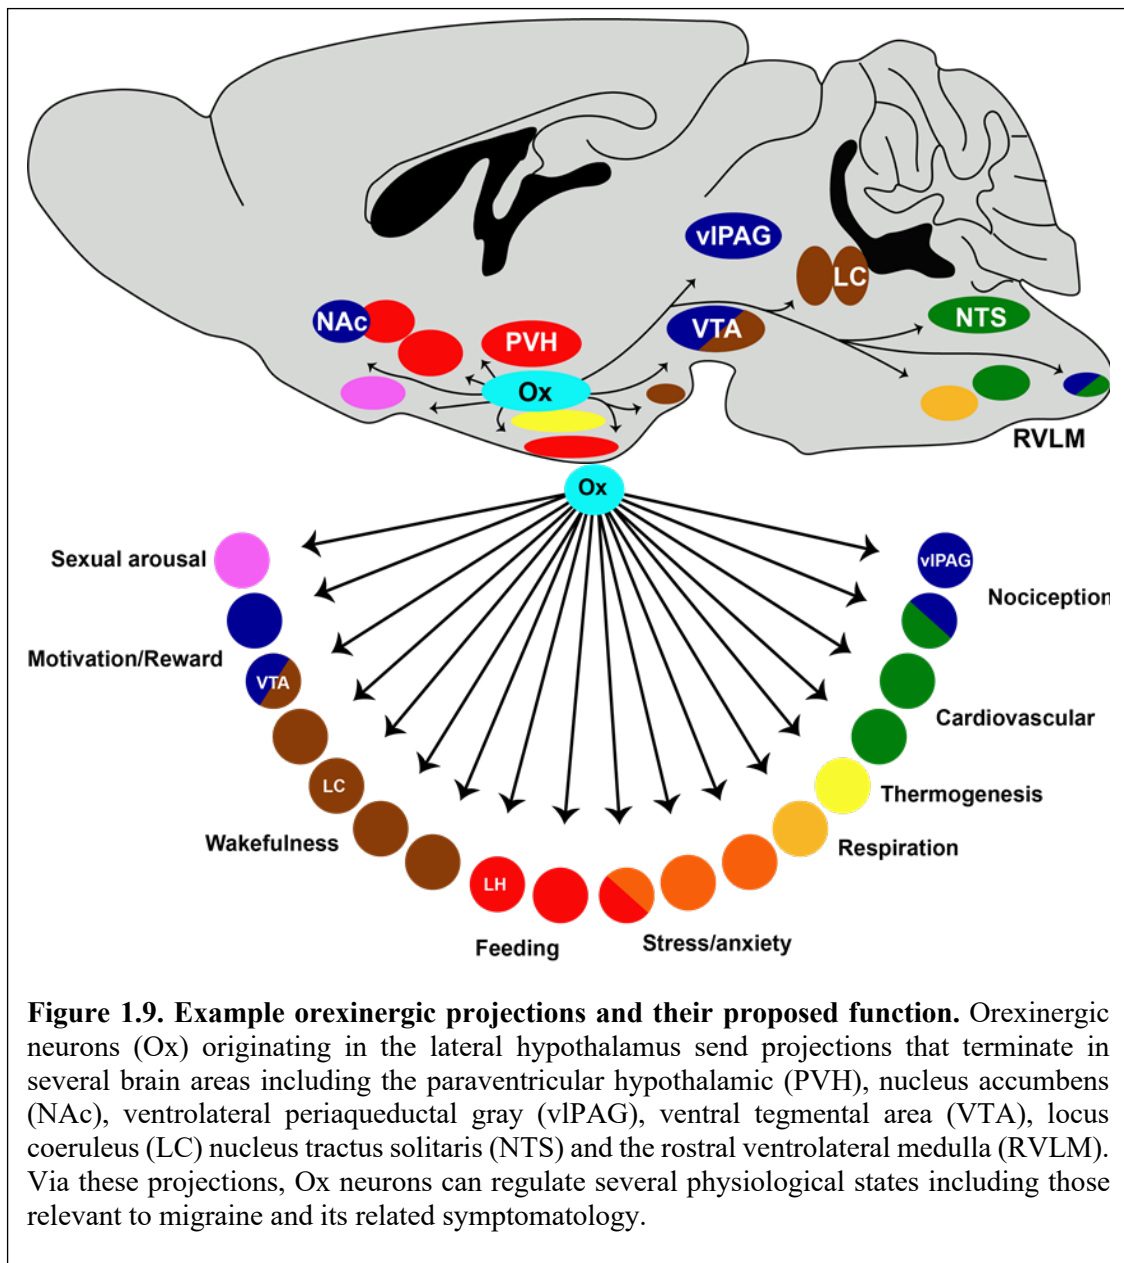 vlPAG
LC
NAc
PVH
VTA
NTS
Ox
RVLM
Ox
Sexual arousal
vlPAG
Nociception
Motivation/Reward
VTA
Cardiovascular
LC
Thermogenesis
Wakefulness
Respiration
LH
Feeding
Stress/anxiety
Figure 1.9. Example orexinergic projections and their proposed function. Orexinergic
neurons (Ox) originating in the lateral hypothalamus send projections that terminate in
several brain areas including the paraventricular hypothalamic (PVH), nucleus accumbens
(NAc), ventrolateral periaqueductal gray (vlPAG), ventral tegmental area (VTA), locus
coeruleus (LC) nucleus tractus solitaris (NTS) and the rostral ventrolateral medulla (RVLM).
Via these projections, Ox neurons can regulate several physiological states including those
relevant to migraine and its related symptomatology.